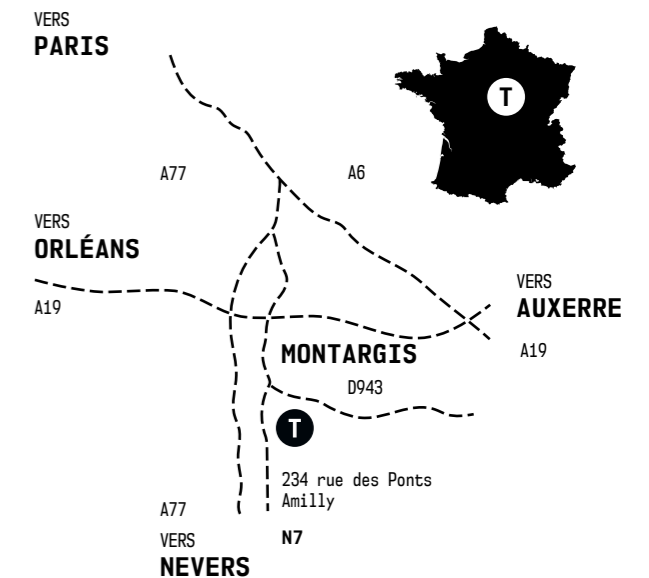 VERS
PARIS
T
A77
A6
VERS
ORLÉANS
A19
VERS
AUXERRE
A19
MONTARGIS
D943
T
234 rue des Ponts
Amilly
A77
N7
VERS
NEVERS